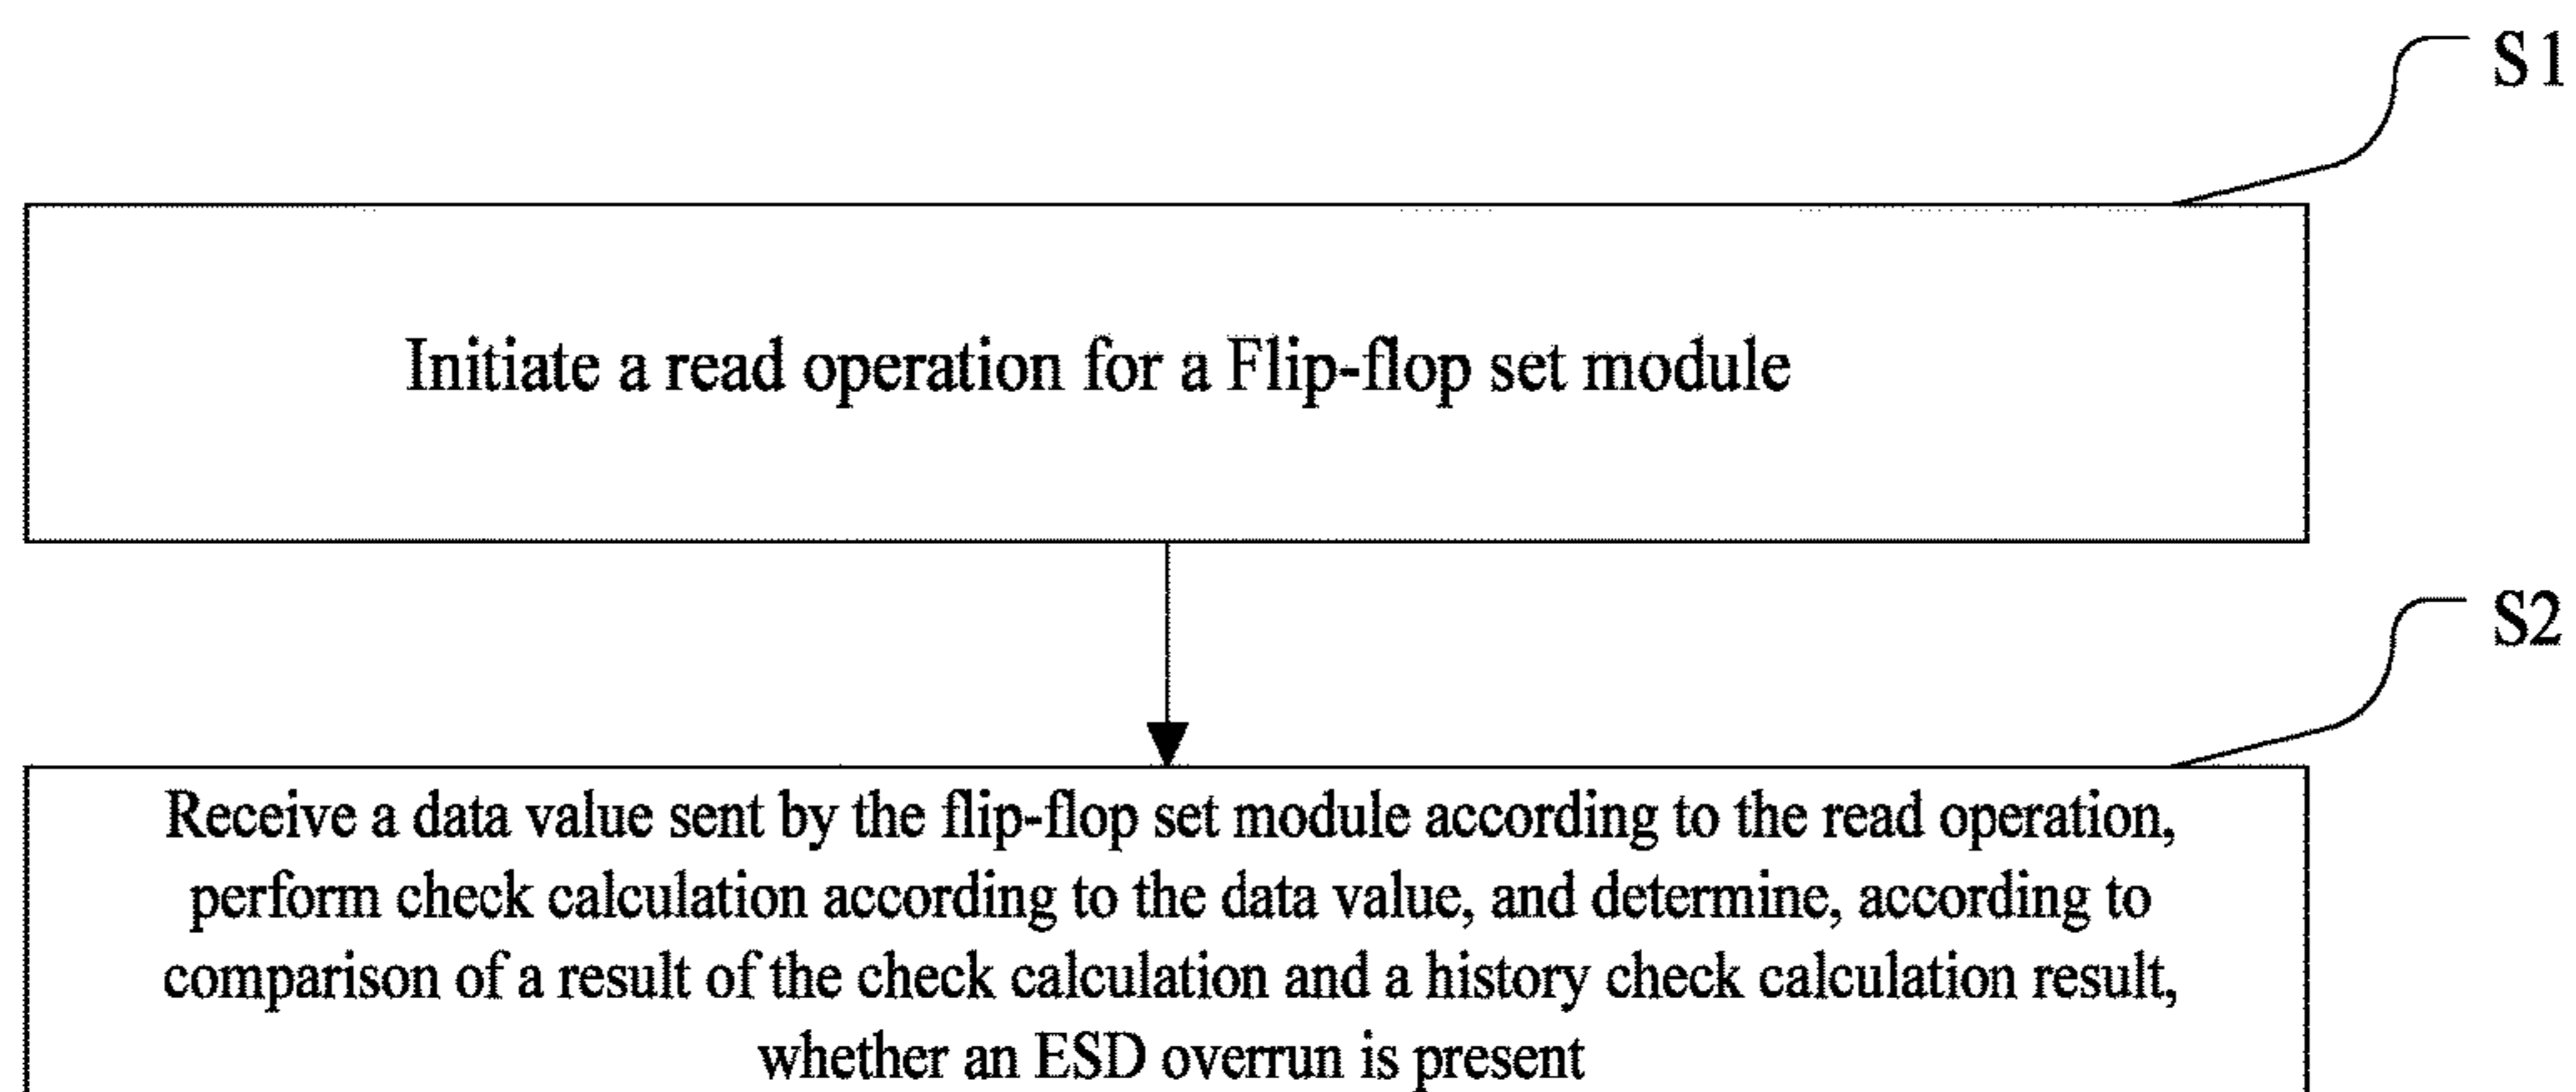 S1
Initiate a read operation for a Flip-flop set module
S2
Receive a data value sent by the flip-flop set module according to the read operation,
perform check calculation according to the data value, and determine, according to
comparison of a result of the check calculation and a history check calculation result,
whether an ESD overrun is present